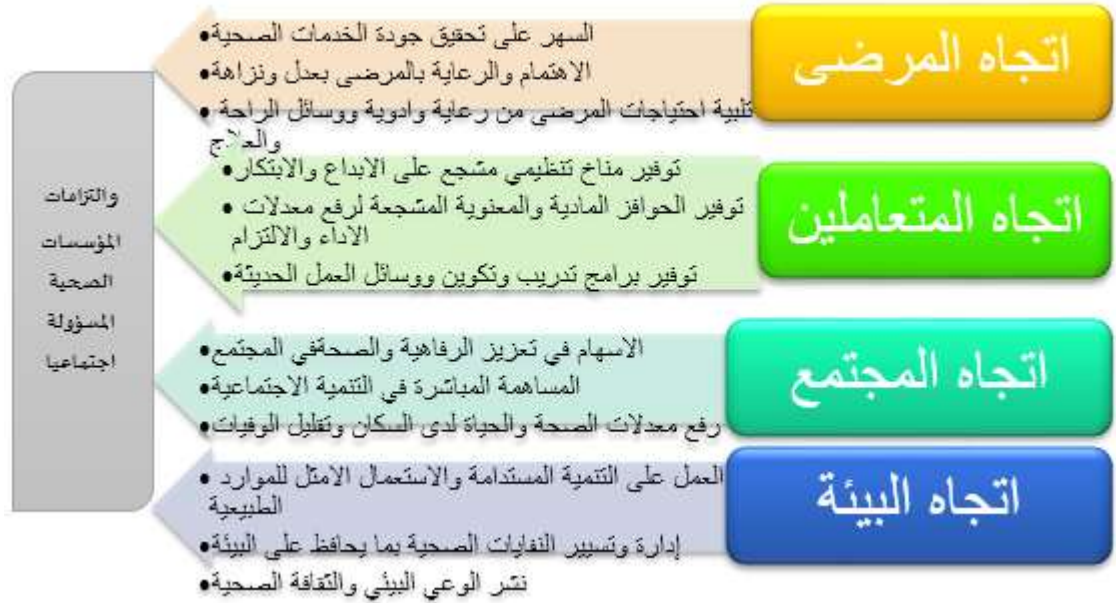 اتجاه المرضى
السهر على تحقيق جودة الخدمات الصحية•
الاهتمام والرعاية بالمرضى بعدل ونزاهة•
تلبية احتياجات المرضى من رعاية وادوية ووسائل الراحة •
والعلاج
اتجاه المتعاملين
توفير مناخ تنظيمي مشجع على الابداع والابتكار•
توفير الحوافز المادية والمعنوية المشجعة لرفع معدلات •
الاداء والالتزام
توفير برامج تدريب وتكوين ووسائل العمل الحديثة•
اتجاه المجتمع
الاسهام في تعزيز الرفاهية والصحةفي المجتمع•
المساهمة المباشرة في التنمية الاجتماعية•
رفع معدلات الصحة والحياة لدى السكان وتقليل الوفيات•
اتجاه البيئة
العمل على التنمية المستدامة والاستعمال الامثل للموارد •
الطبيعية
إدارة وتسيير النفايات الصحية بما يحافظ على البيئة•
نشر الوعي البيئي والثقافة الصحية•
والتزامات
المؤسسات
الصحية
المسؤولة
اجتماعيا